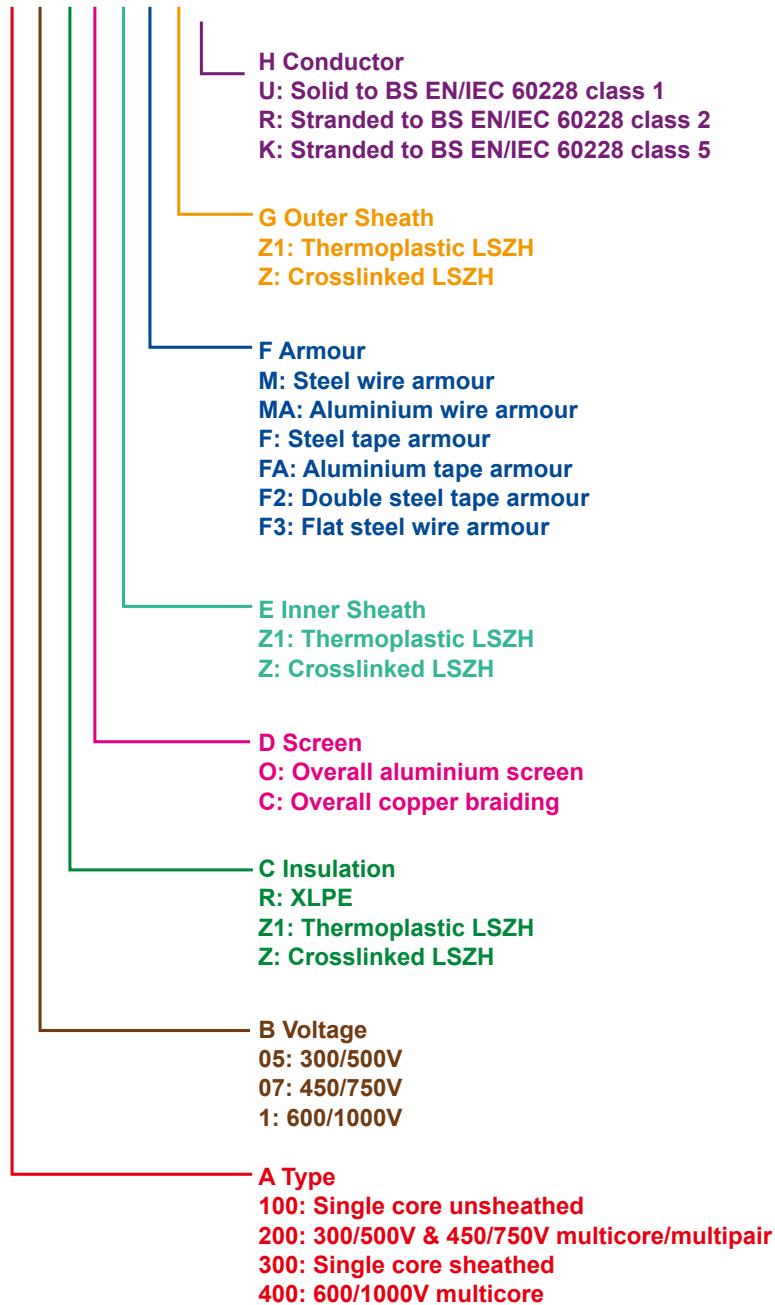 H Conductor
U: Solid to BS EN/IEC 60228 class 1
R: Stranded to BS EN/IEC 60228 class 2
K: Stranded to BS EN/IEC 60228 class 5
G Outer Sheath
Z1: Thermoplastic LSZH
Z: Crosslinked LSZH
F Armour
M: Steel wire armour
MA: Aluminium wire armour
F: Steel tape armour
FA: Aluminium tape armour
F2: Double steel tape armour
F3: Flat steel wire armour
E Inner Sheath
Z1: Thermoplastic LSZH
Z: Crosslinked LSZH
D Screen
O: Overall aluminium screen
C: Overall copper braiding
C Insulation
R: XLPE
Z1: Thermoplastic LSZH
Z: Crosslinked LSZH
B Voltage
05: 300/500V
07: 450/750V
1: 600/1000V
A Type
100: Single core unsheathed
200: 300/500V & 450/750V multicore/multipair
300: Single core sheathed
400: 600/1000V multicore